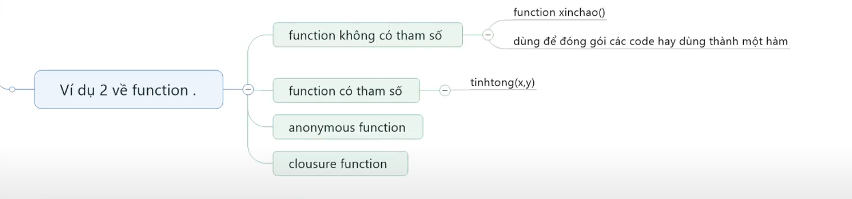 function xinchao()
function không có tham số
dùng để đóng gói các code hay dùng thành một hàm
Ví dụ 2 về function .
function có tham số
tinhtong(x,y)
anonymous function
clousure function